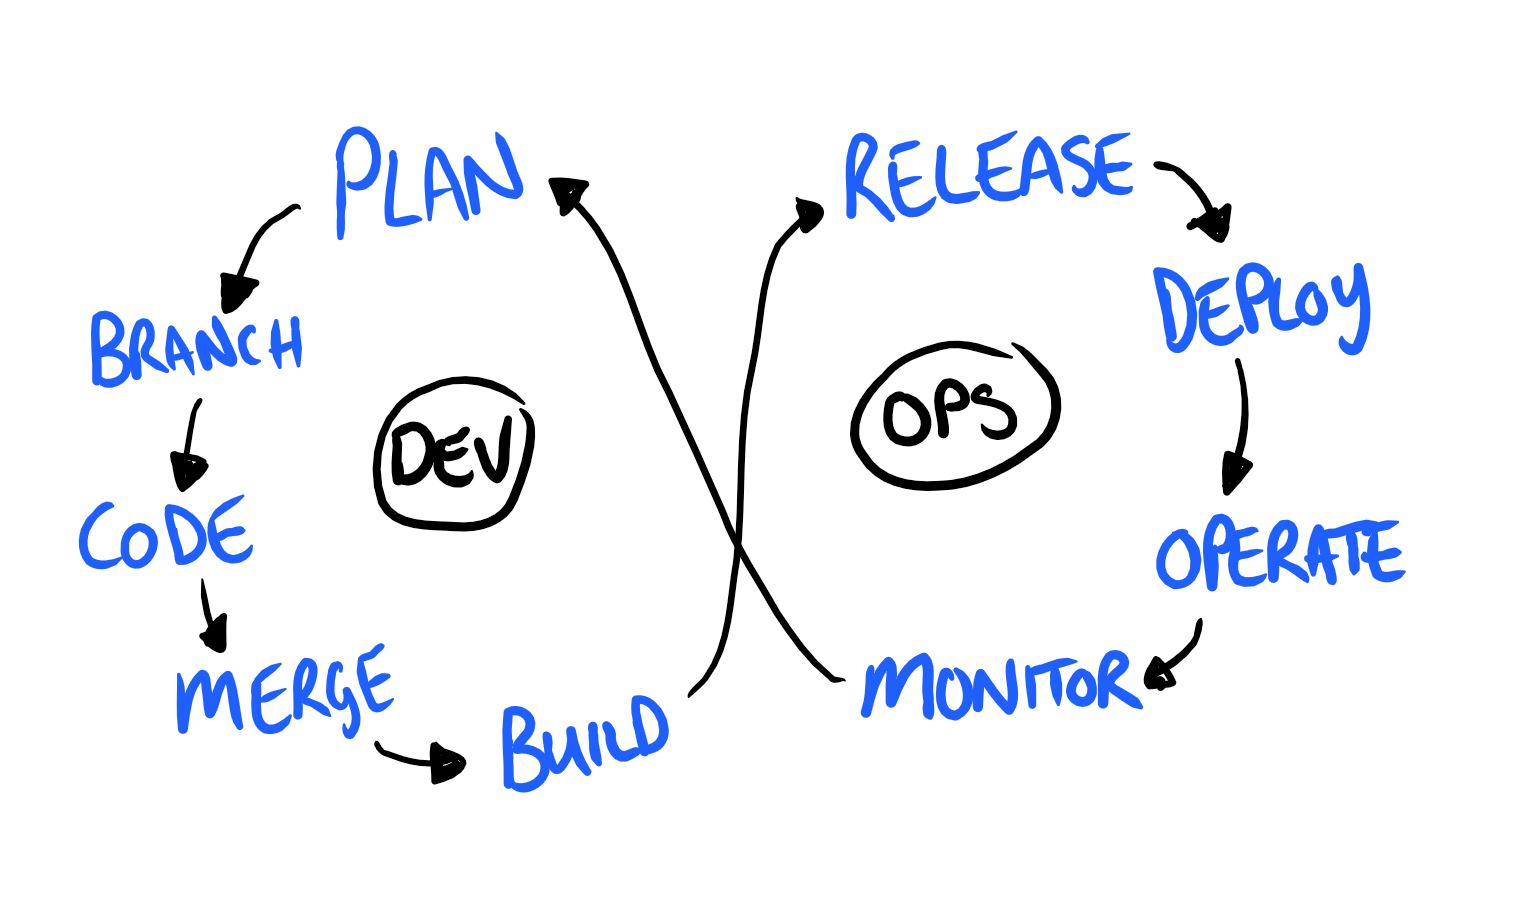 PLAN
BRANCH
CODE
MERGE
BUILD
DEV
RELEASE
DEPLOY
OPERATE
MONITOR
OPS